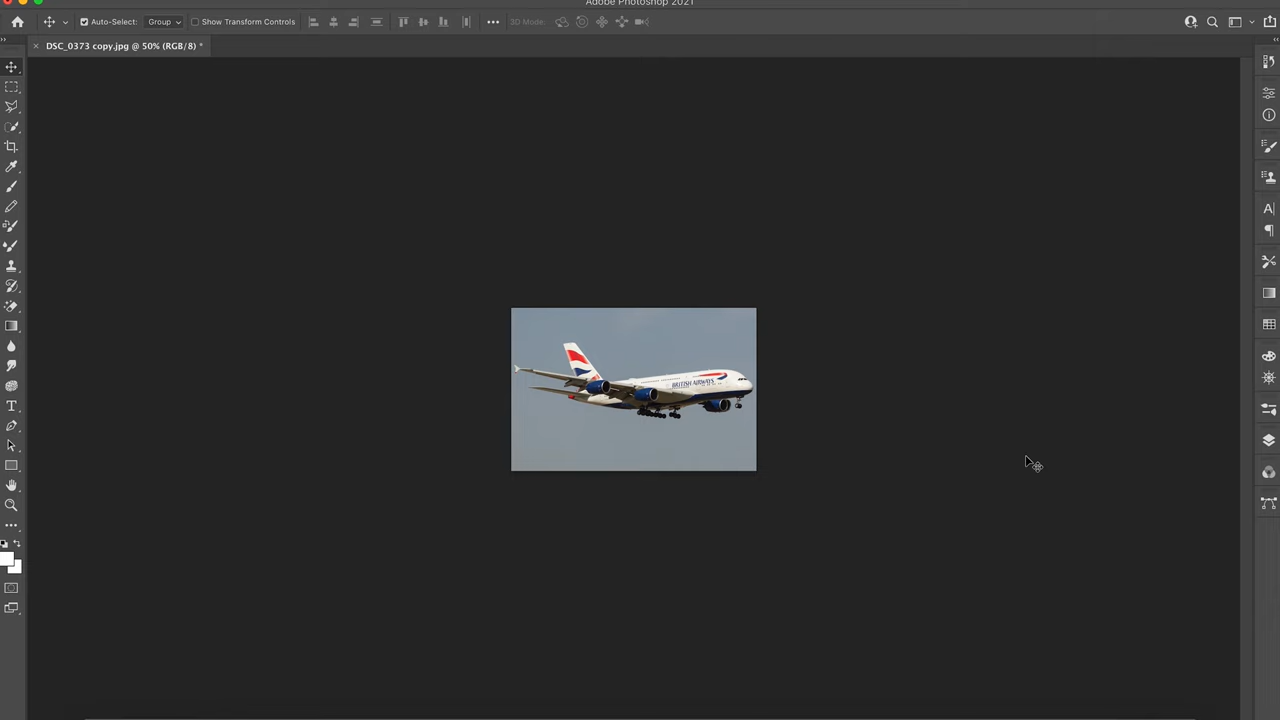 Adobe Photoshop 2021
Auto-Select: Group Show Transform Controls 3D Mode:
DSC_0373 copy.jpg @ 50% (RGB/8) *
BRITISH AIRWAYS